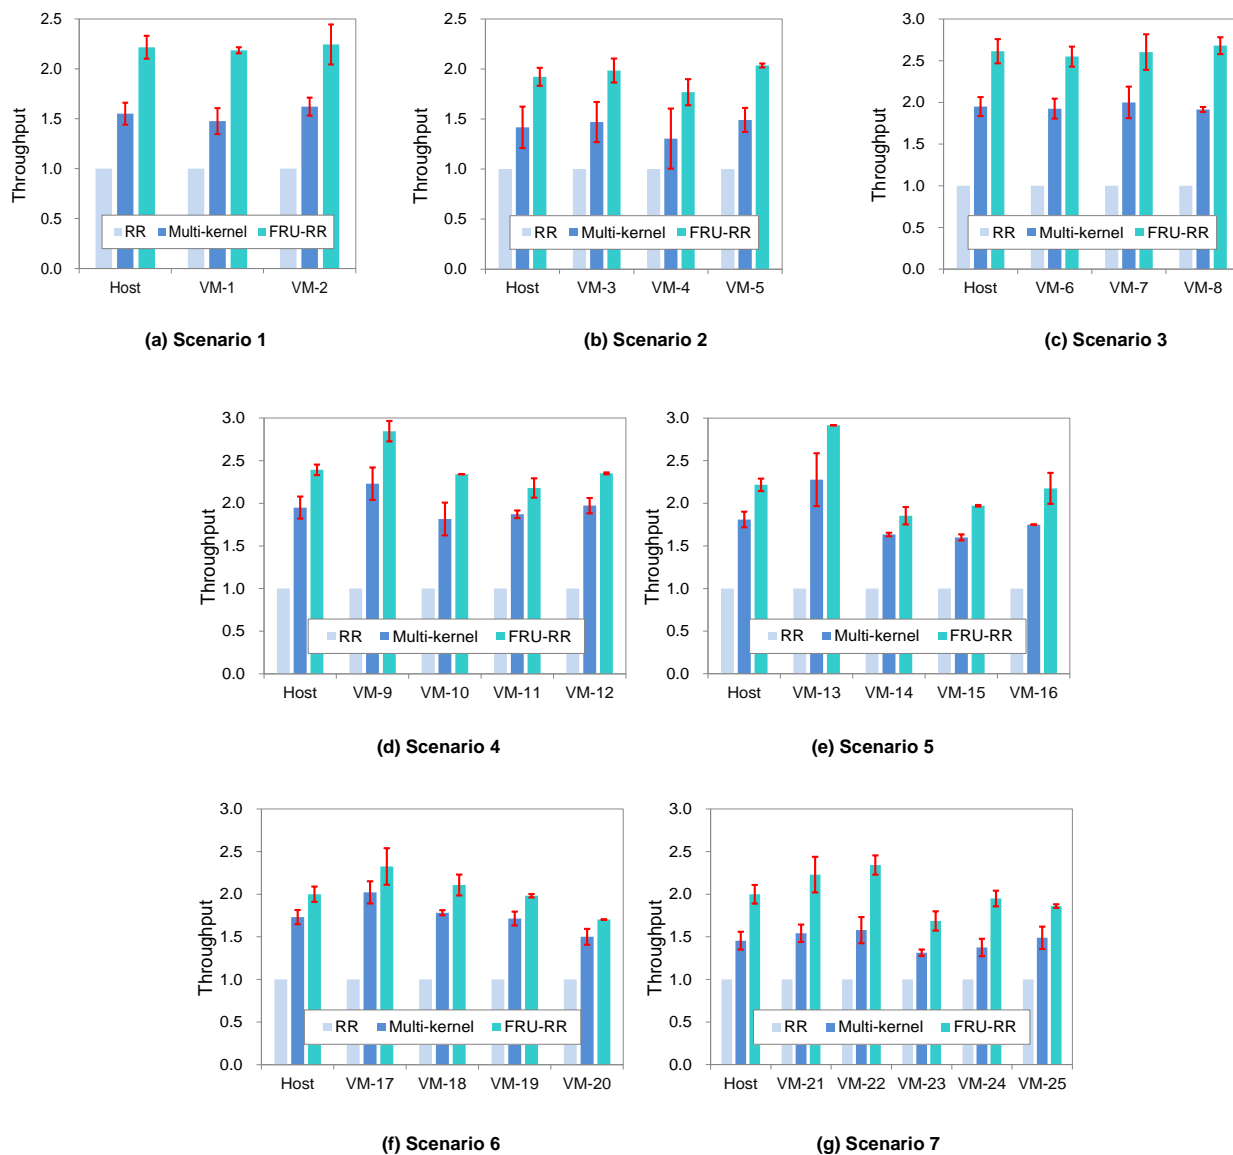 2.5
2.0
1.5
1.0
0.5
0.0
Throughput
RR Multi-kernel FRU-RR
Host VM-1 VM-2
(a) Scenario 1
2.5
2.0
1.5
1.0
0.5
0.0
Throughput
RR Multi-kernel FRU-RR
Host VM-3 VM-4 VM-5
(b) Scenario 2
3.0
2.5
2.0
1.5
1.0
0.5
0.0
Throughput
RR Multi-kernel FRU-RR
Host VM-6 VM-7 VM-8
(c) Scenario 3
3.0
2.5
2.0
1.5
1.0
0.5
0.0
Throughput
RR Multi-kernel FRU-RR
Host VM-9 VM-10 VM-11 VM-12
(d) Scenario 4
3.0
2.5
2.0
1.5
1.0
0.5
0.0
Throughput
RR Multi-kernel FRU-RR
Host VM-13 VM-14 VM-15 VM-16
(e) Scenario 5
3.0
2.5
2.0
1.5
1.0
0.5
0.0
Throughput
RR Multi-kernel FRU-RR
Host VM-17 VM-18 VM-19 VM-20
(f) Scenario 6
3.0
2.5
2.0
1.5
1.0
0.5
0.0
Throughput
RR Multi-kernel FRU-RR
Host VM-21 VM-22 VM-23 VM-24 VM-25
(g) Scenario 7